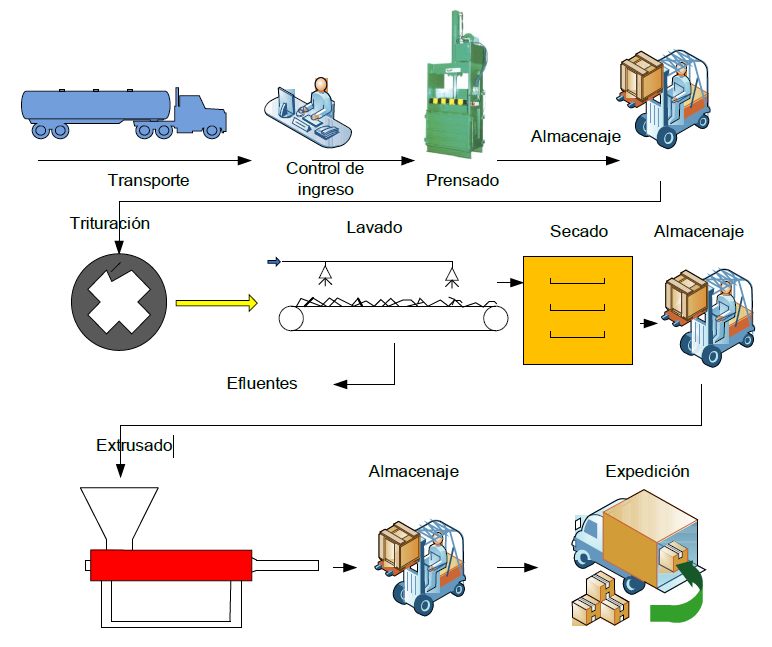 Almacenaje
Transporte
Control de
ingreso
Prensado
Trituración
Lavado
Secado
Almacenaje
Efluentes
Extrusado
Almacenaje
Expedición